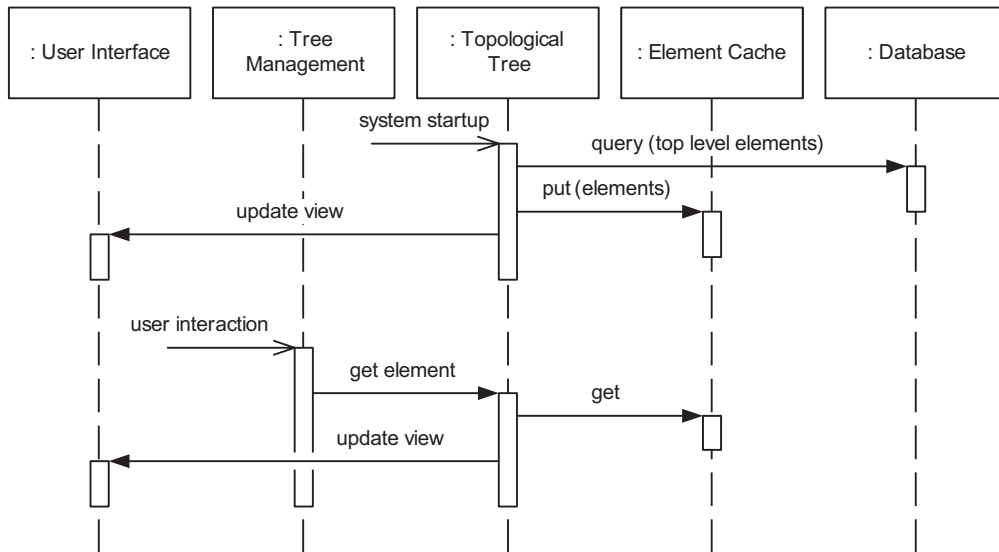 : User Interface
: Tree
Management
: Topological
Tree
: Element Cache
: Database
system startup
query (top level elements)
put (elements)
update view
user interaction
get element
get
update view